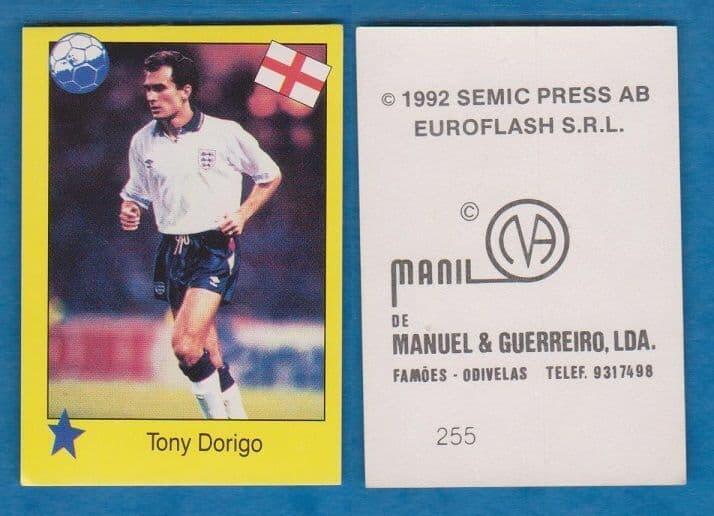 Tony Dorigo
© 1992 SEMIC PRESS AB
EUROFLASH S.R.L.
©
MANIL
DE
MANUEL & GUERREIRO, LDA.
FAMÕES - ODIVELAS TELEF. 9317498
255